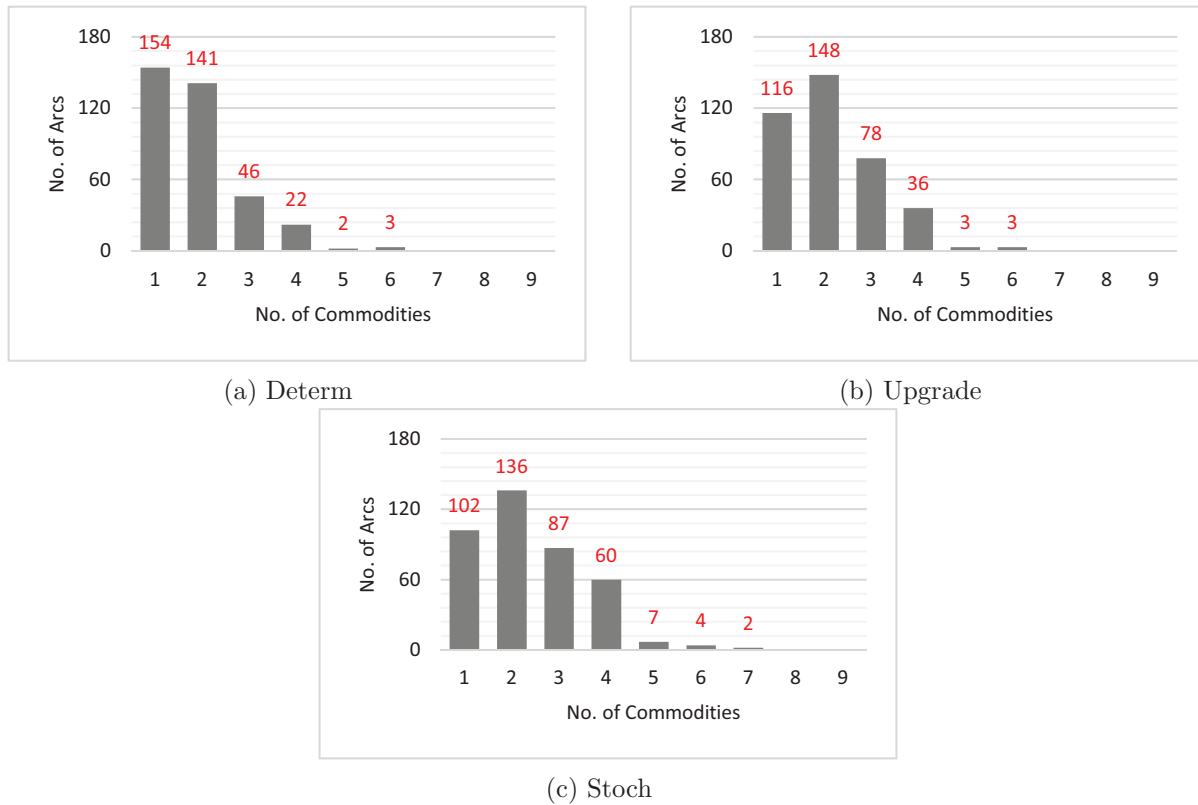 180
120
60
0
No. of Arcs
154
141
46
22
2
3
1 2 3 4 5 6 7 8 9
No. of Commodities
(a) Determ
180
120
60
0
No. of Arcs
116
148
78
36
3
3
1 2 3 4 5 6 7 8 9
No. of Commodities
(b) Upgrade
180
120
60
0
No. of Arcs
102
136
87
60
7
4
2
1 2 3 4 5 6 7 8 9
No. of Commodities
(c) Stoch